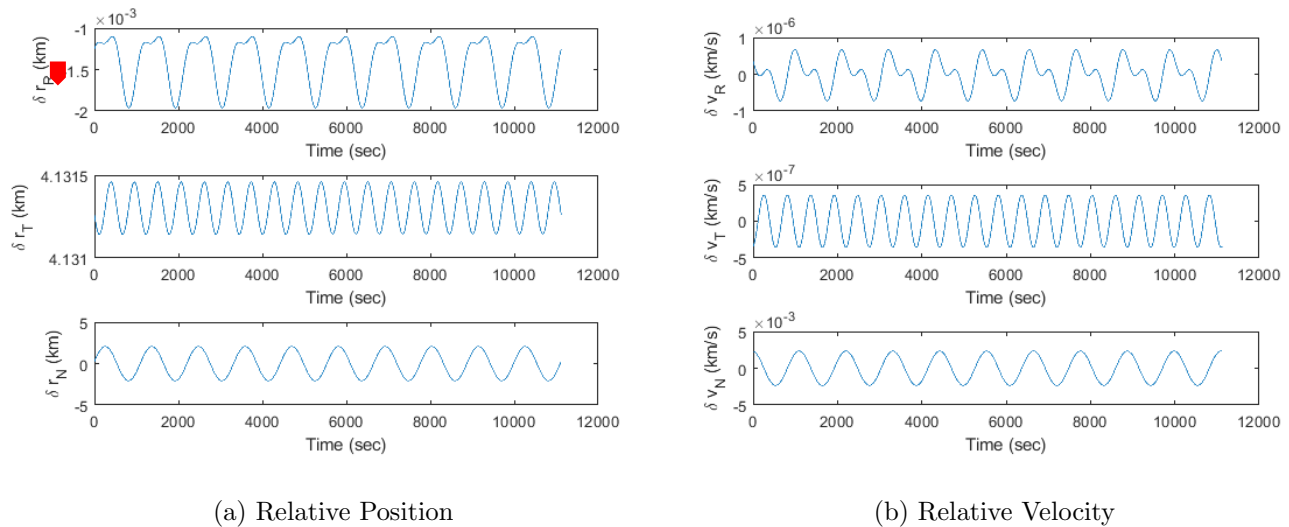 ×10⁻³
-1
-1.5
-2
δ r_R (km)
0 2000 4000 6000 8000 10000 12000
Time (sec)
4.1315
4.131
δ r_T (km)
0 2000 4000 6000 8000 10000 12000
Time (sec)
5
0
-5
δ r_N (km)
0 2000 4000 6000 8000 10000 12000
Time (sec)
(a) Relative Position
×10⁻⁶
1
0
-1
δ v_R (km/s)
0 2000 4000 6000 8000 10000 12000
Time (sec)
×10⁻⁷
5
0
-5
δ v_T (km/s)
0 2000 4000 6000 8000 10000 12000
Time (sec)
×10⁻³
5
0
-5
δ v_N (km/s)
0 2000 4000 6000 8000 10000 12000
Time (sec)
(b) Relative Velocity